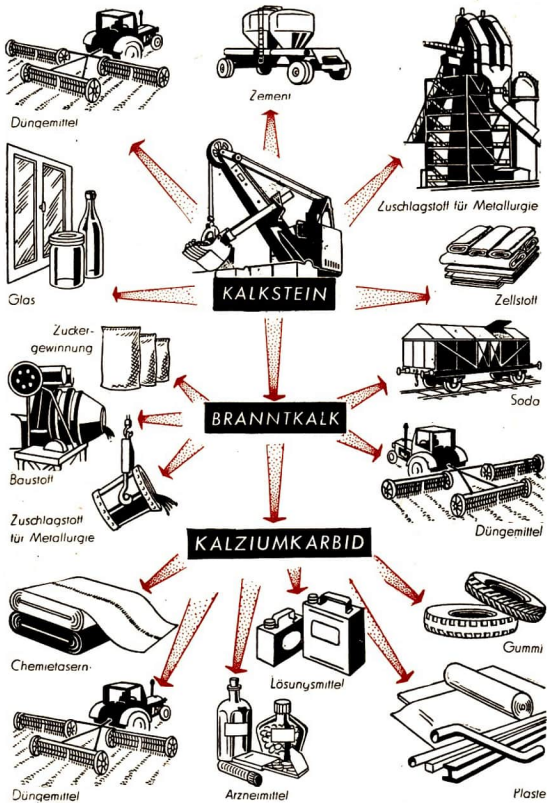 Düngemittel
Zement
Zuschlagstoff für Metallurgie
Glas
KALKSTEIN
Zellstoff
Zucker-
gewinnung
Soda
BRANNTKALK
Baustoff
Zuschlagstoff
für Metallurgie
Düngemittel
KALZIUMKARBID
Chemiefasern
Lösungsmittel
Gummi
Düngemittel
Arzneimittel
Plaste